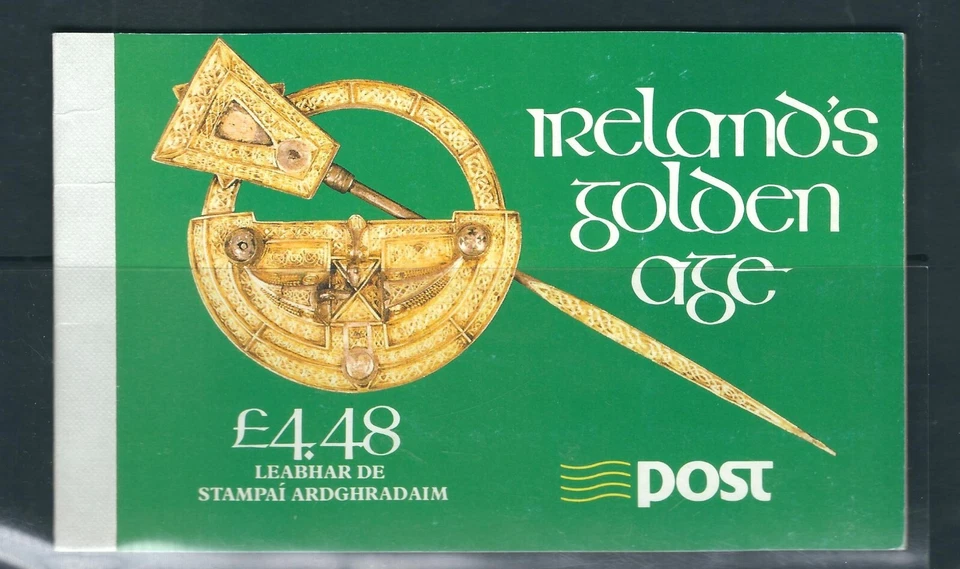 Ireland's
golden
age
£4.48
LEABHAR DE
STAMPAÍ ARDGHRADAIM
post